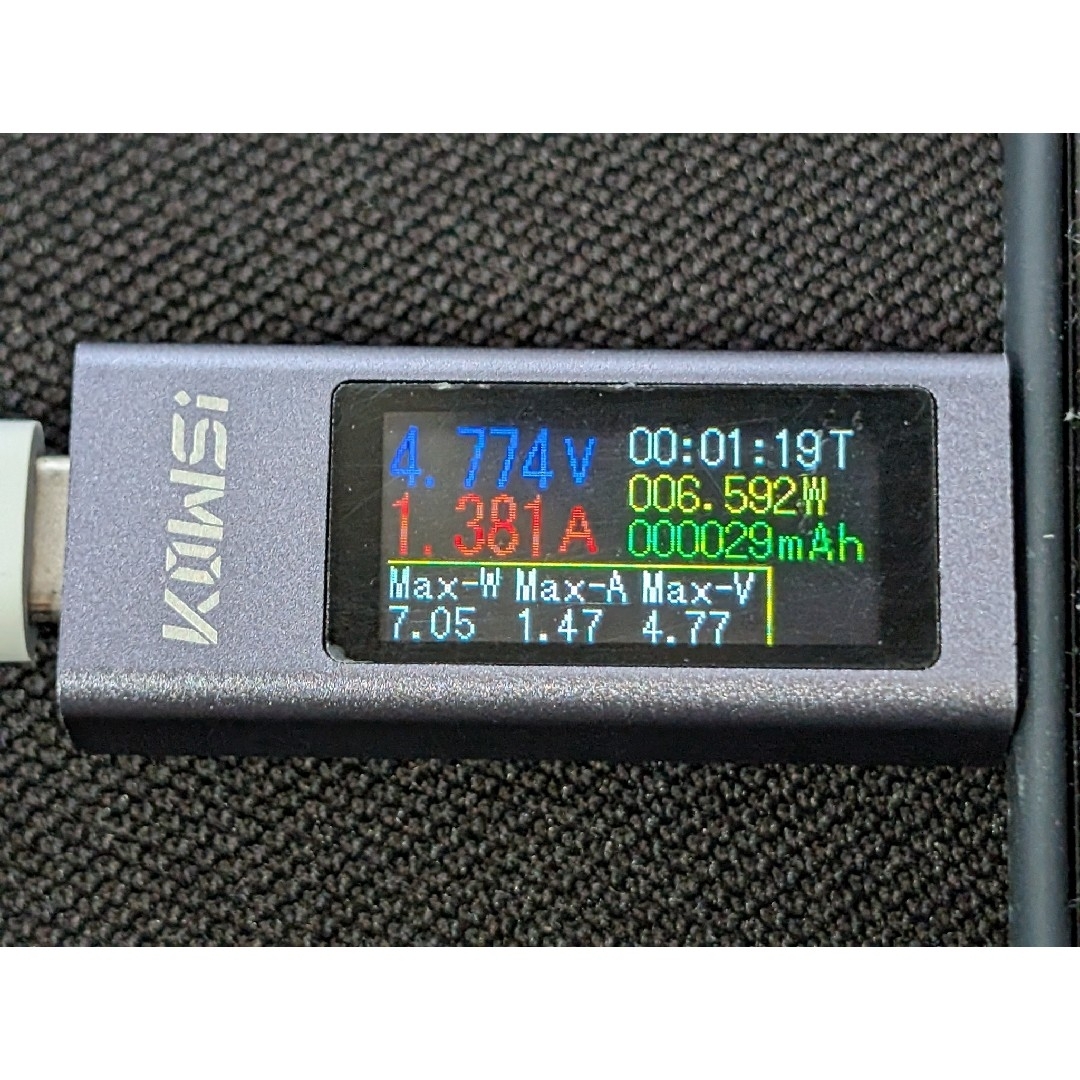 KOWSi
4.774V
1.381A
00:01:19T
006.592W
000029mAh
Max-W Max-A Max-V
7.05 1.47 4.77